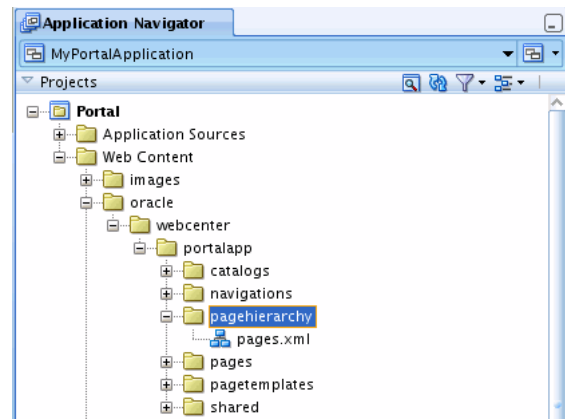 Application Navigator
MyPortalApplication
Projects
Portal
Application Sources
Web Content
images
oracle
webcenter
portalapp
catalogs
navigations
pagehierarchy
pages.xml
pages
pagetemplates
shared